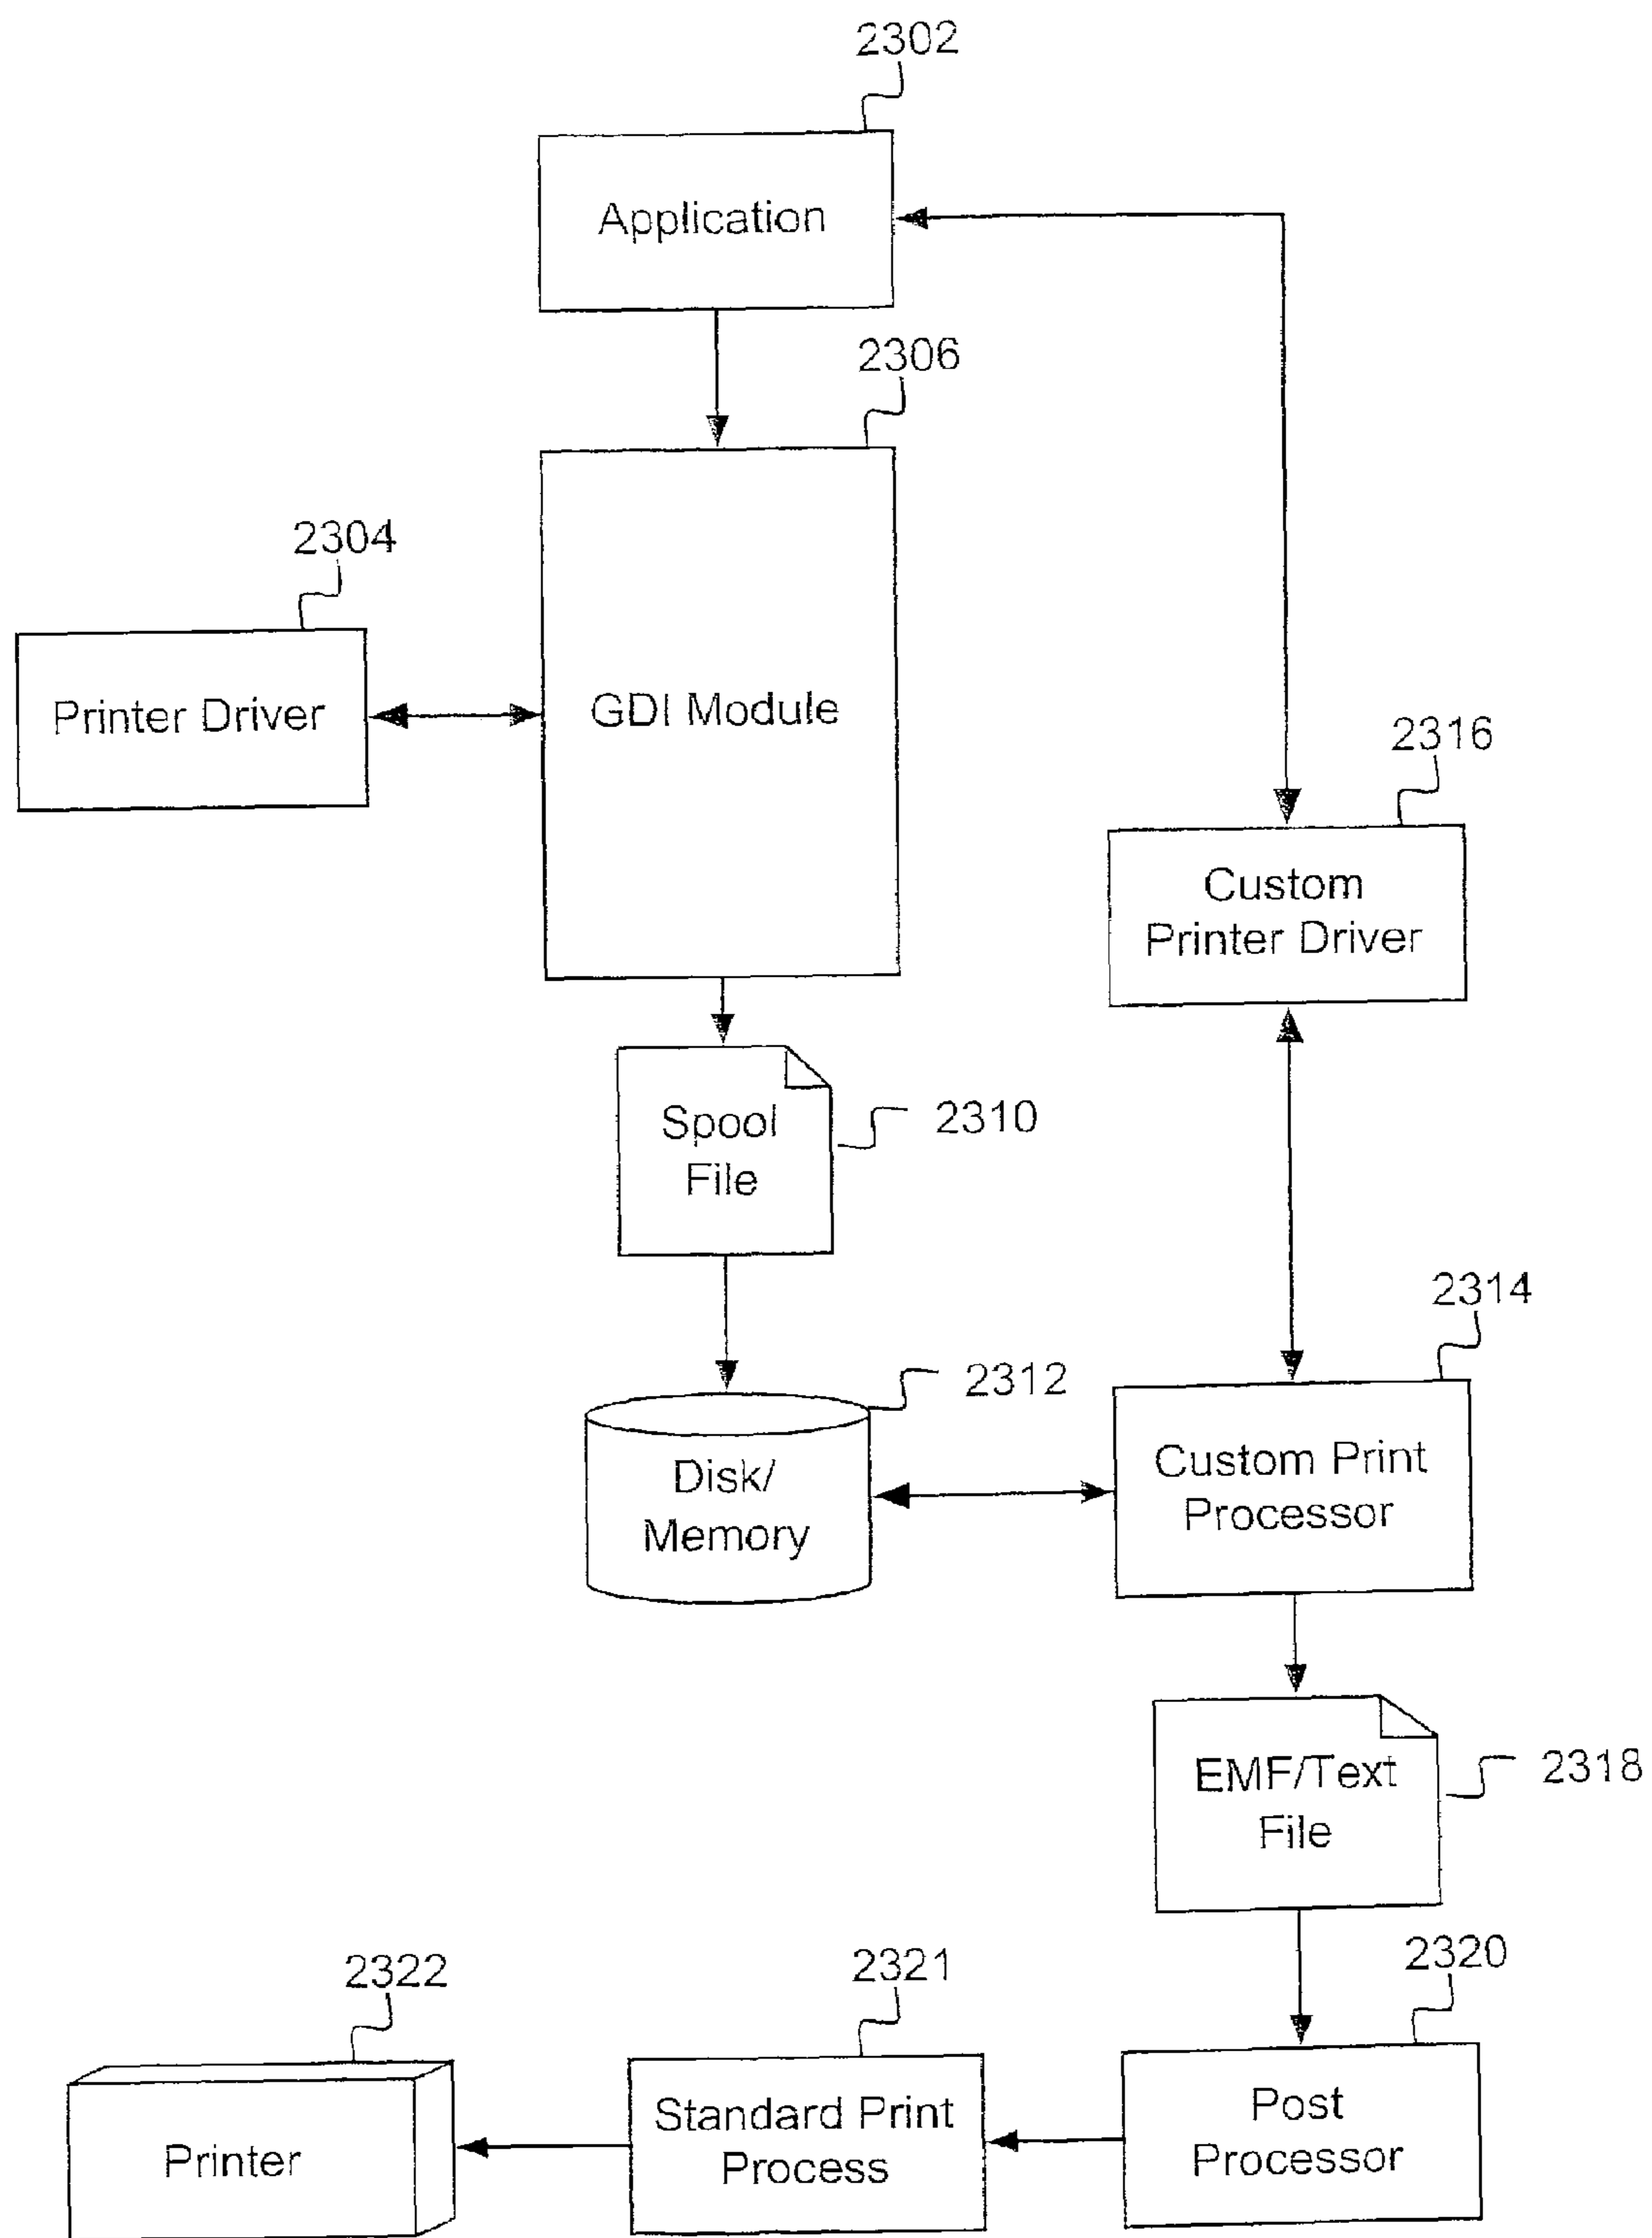 2302
Application
2306
2304
Printer Driver
GDI Module
2316
Custom
Printer Driver
Spool
File
2310
2314
2312
Disk/
Memory
Custom Print
Processor
EMF/Text
File
2318
2320
2322
2321
Printer
Standard Print
Process
Post
Processor